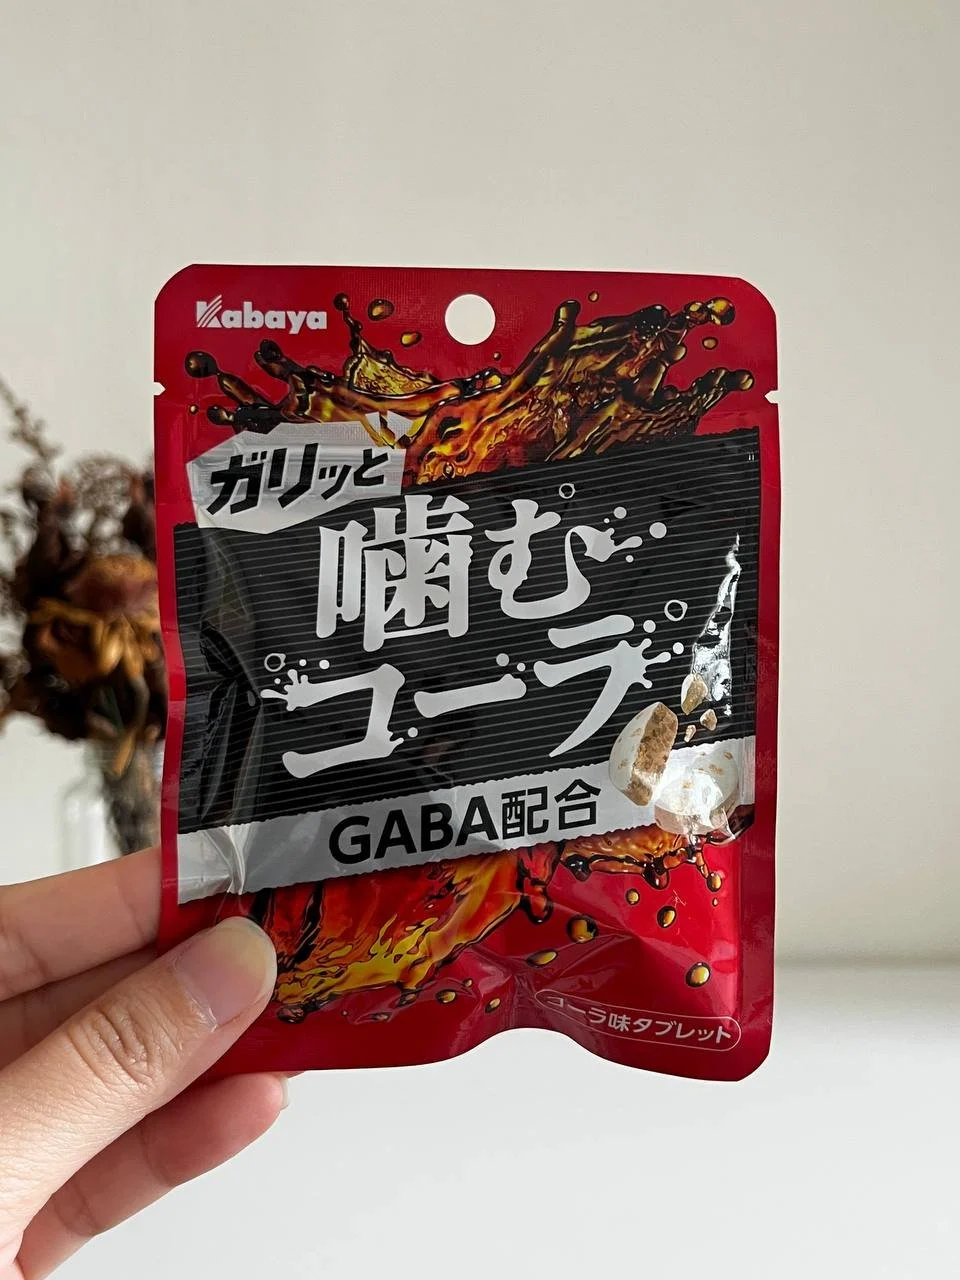 Kabaya
ガリッと
噛む
コーラ
GABA配合
コーラ味タブレット